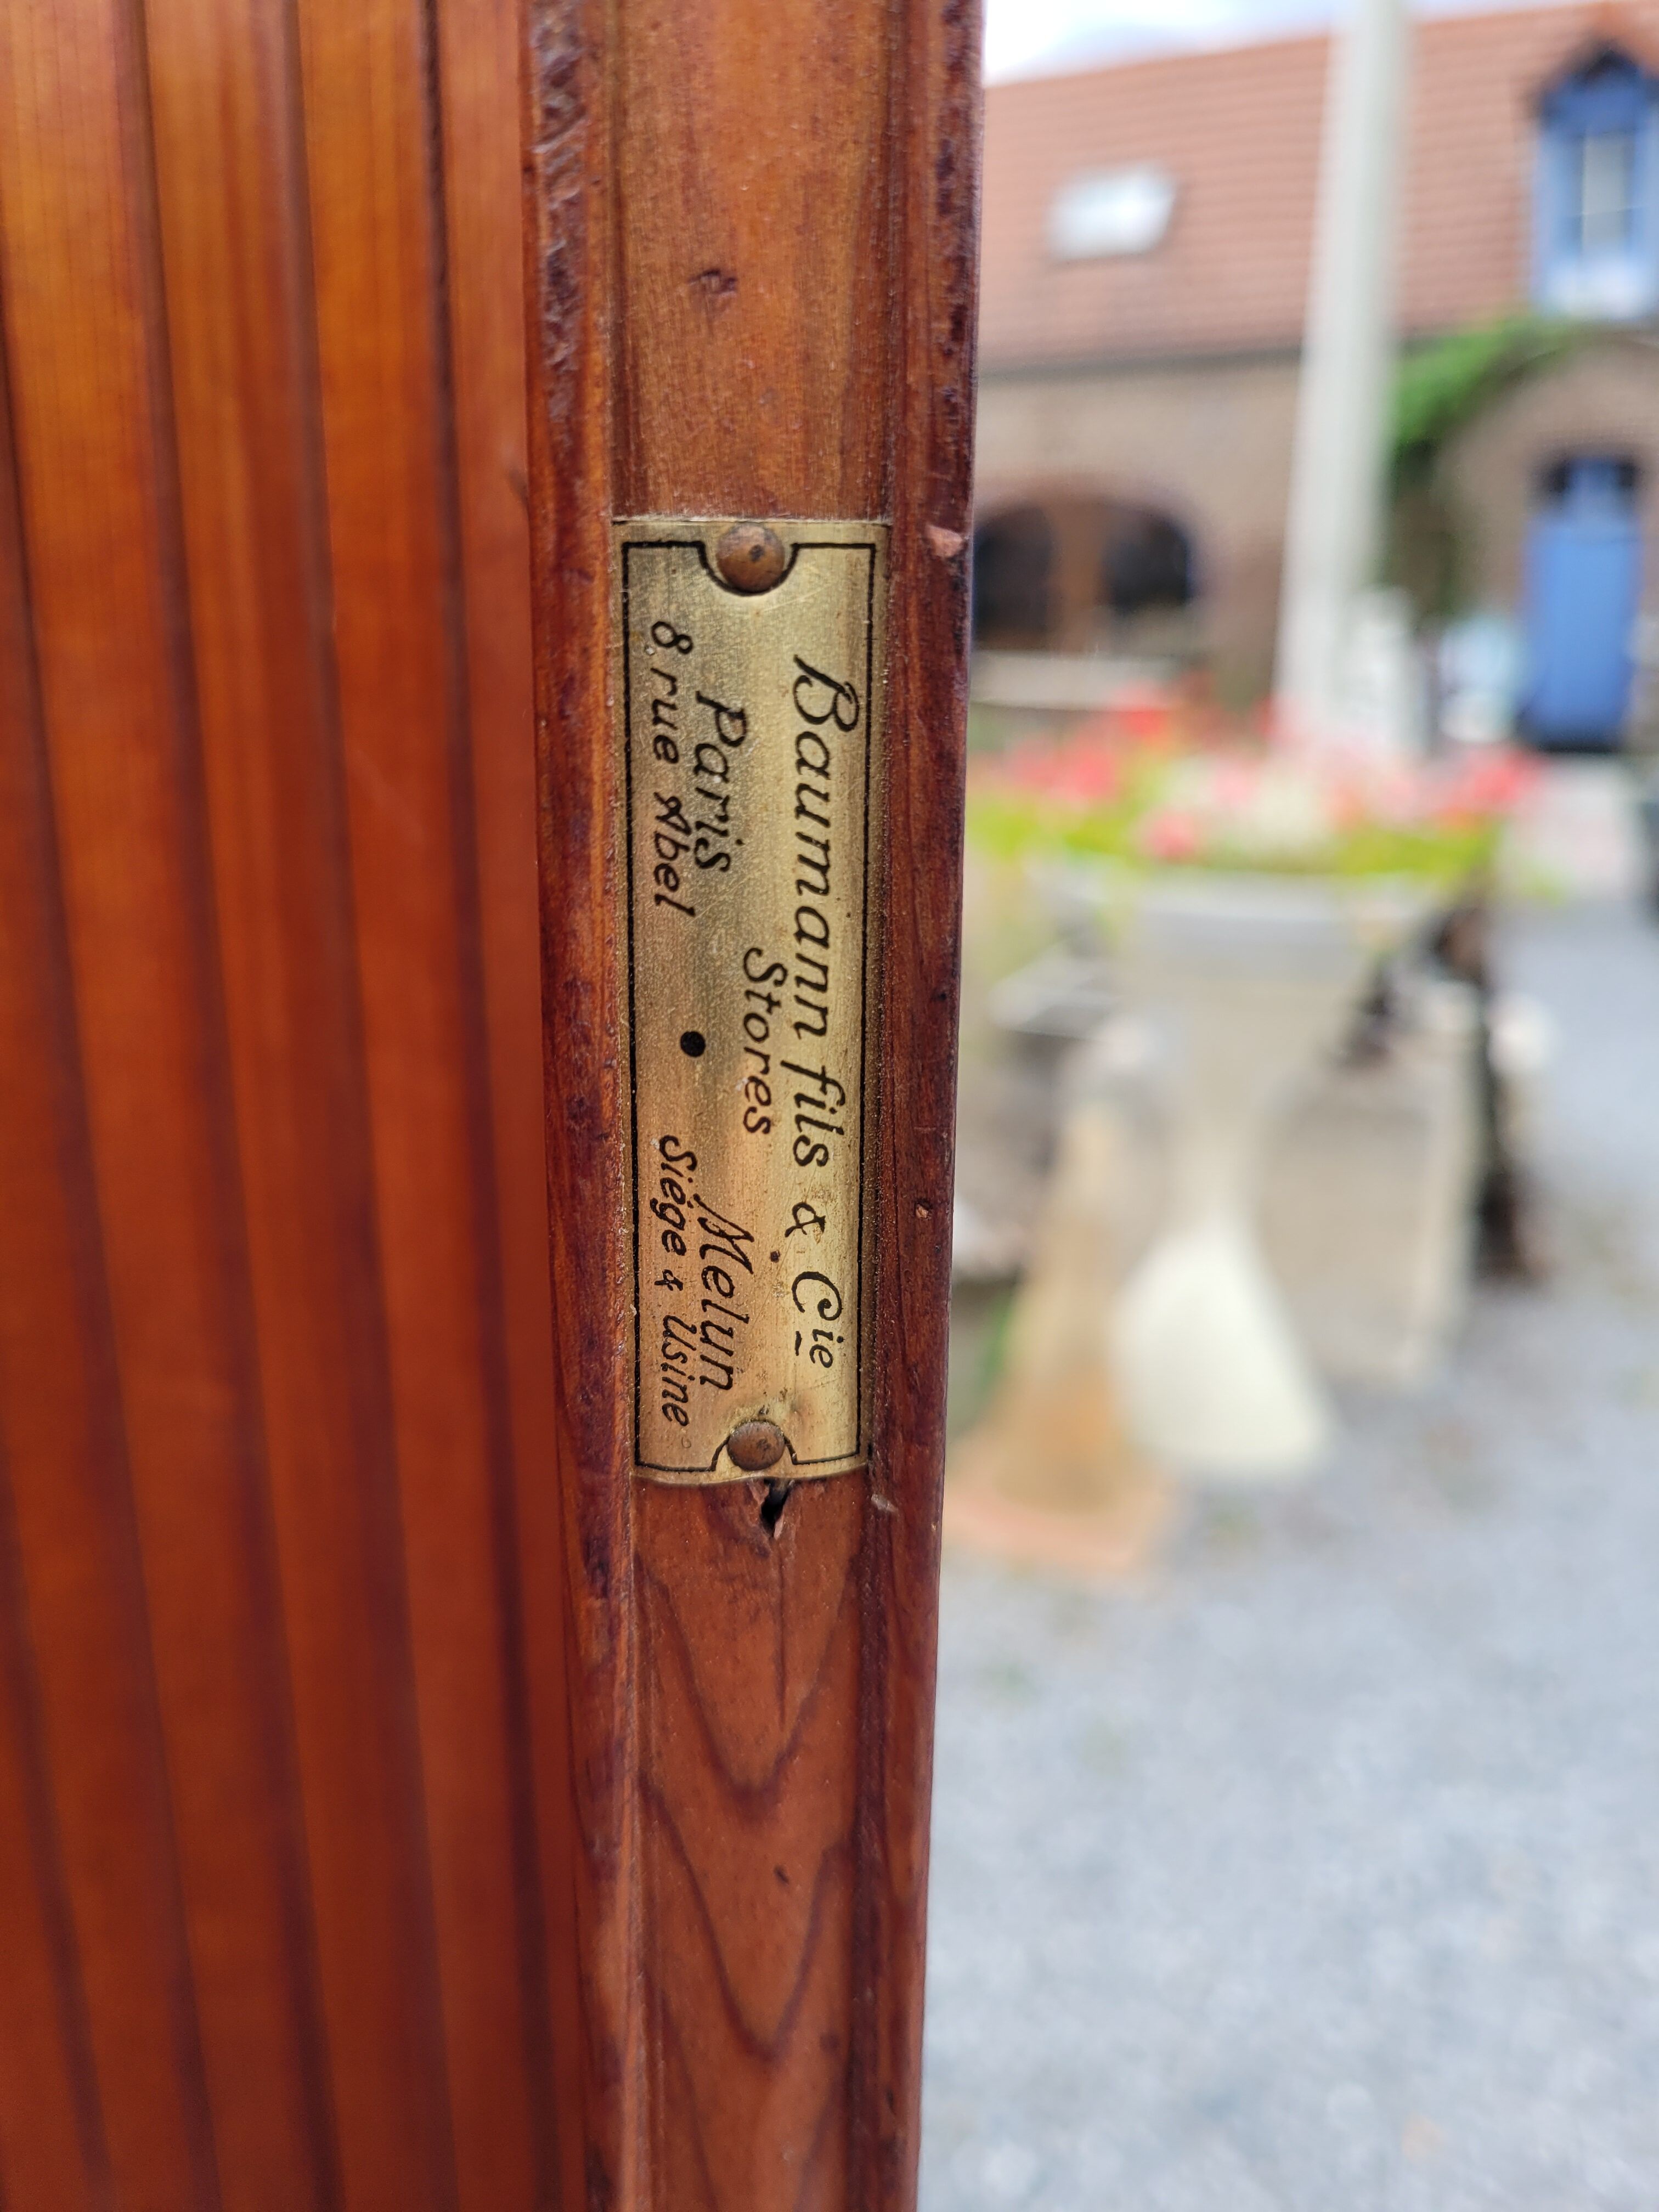 Baumann fils & Cie
Stores
Paris
8. rue Abel
Melun
Siège & Usine